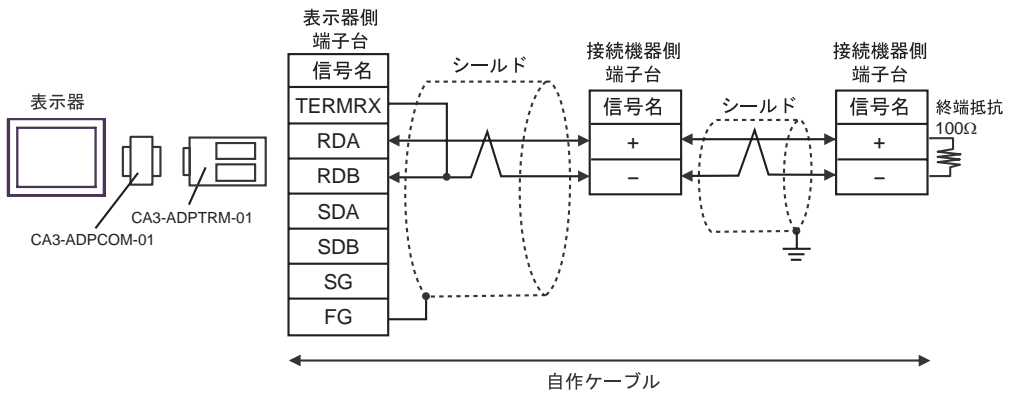 表示器
CA3-ADPCOM-01
CA3-ADPTRM-01
表示器側
端子台
信号名
TERMRX
RDA
RDB
SDA
SDB
SG
FG
シールド
接続機器側
端子台
信号名
+
-
シールド
接続機器側
端子台
信号名
+
-
終端抵抗
100Ω
自作ケーブル